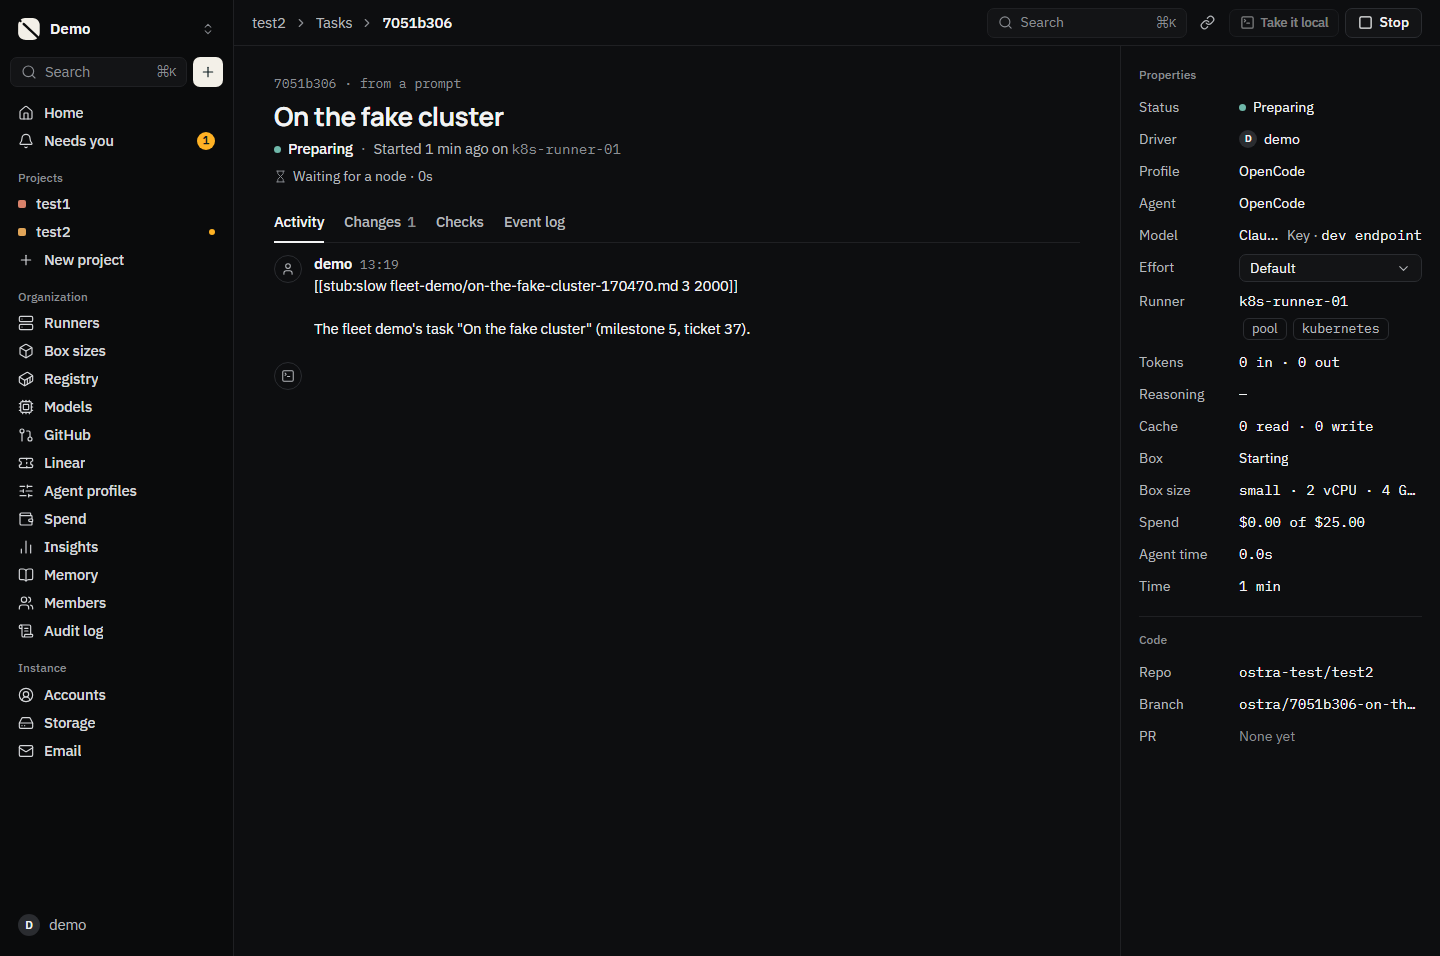 Demo
Search ⌘K
Home
Needs you 1
Projects
test1
test2
New project
Organization
Runners
Box sizes
Registry
Models
GitHub
Linear
Agent profiles
Spend
Insights
Memory
Members
Audit log
Instance
Accounts
Storage
Email
D demo
test2 > Tasks > 7051b306
Search ⌘K
Take it local
Stop
7051b306 · from a prompt
On the fake cluster
Preparing · Started 1 min ago on k8s-runner-01
Waiting for a node · 0s
Activity Changes 1 Checks Event log
demo 13:19
[[stub:slow fleet-demo/on-the-fake-cluster-170470.md 3 2000]]
The fleet demo's task "On the fake cluster" (milestone 5, ticket 37).
Properties
Status Preparing
Driver D demo
Profile OpenCode
Agent OpenCode
Model Clau... Key · dev endpoint
Effort Default
Runner k8s-runner-01
pool kubernetes
Tokens 0 in · 0 out
Reasoning –
Cache 0 read · 0 write
Box Starting
Box size small · 2 vCPU · 4 G…
Spend $0.00 of $25.00
Agent time 0.0s
Time 1 min
Code
Repo ostra-test/test2
Branch ostra/7051b306-on-th…
PR None yet